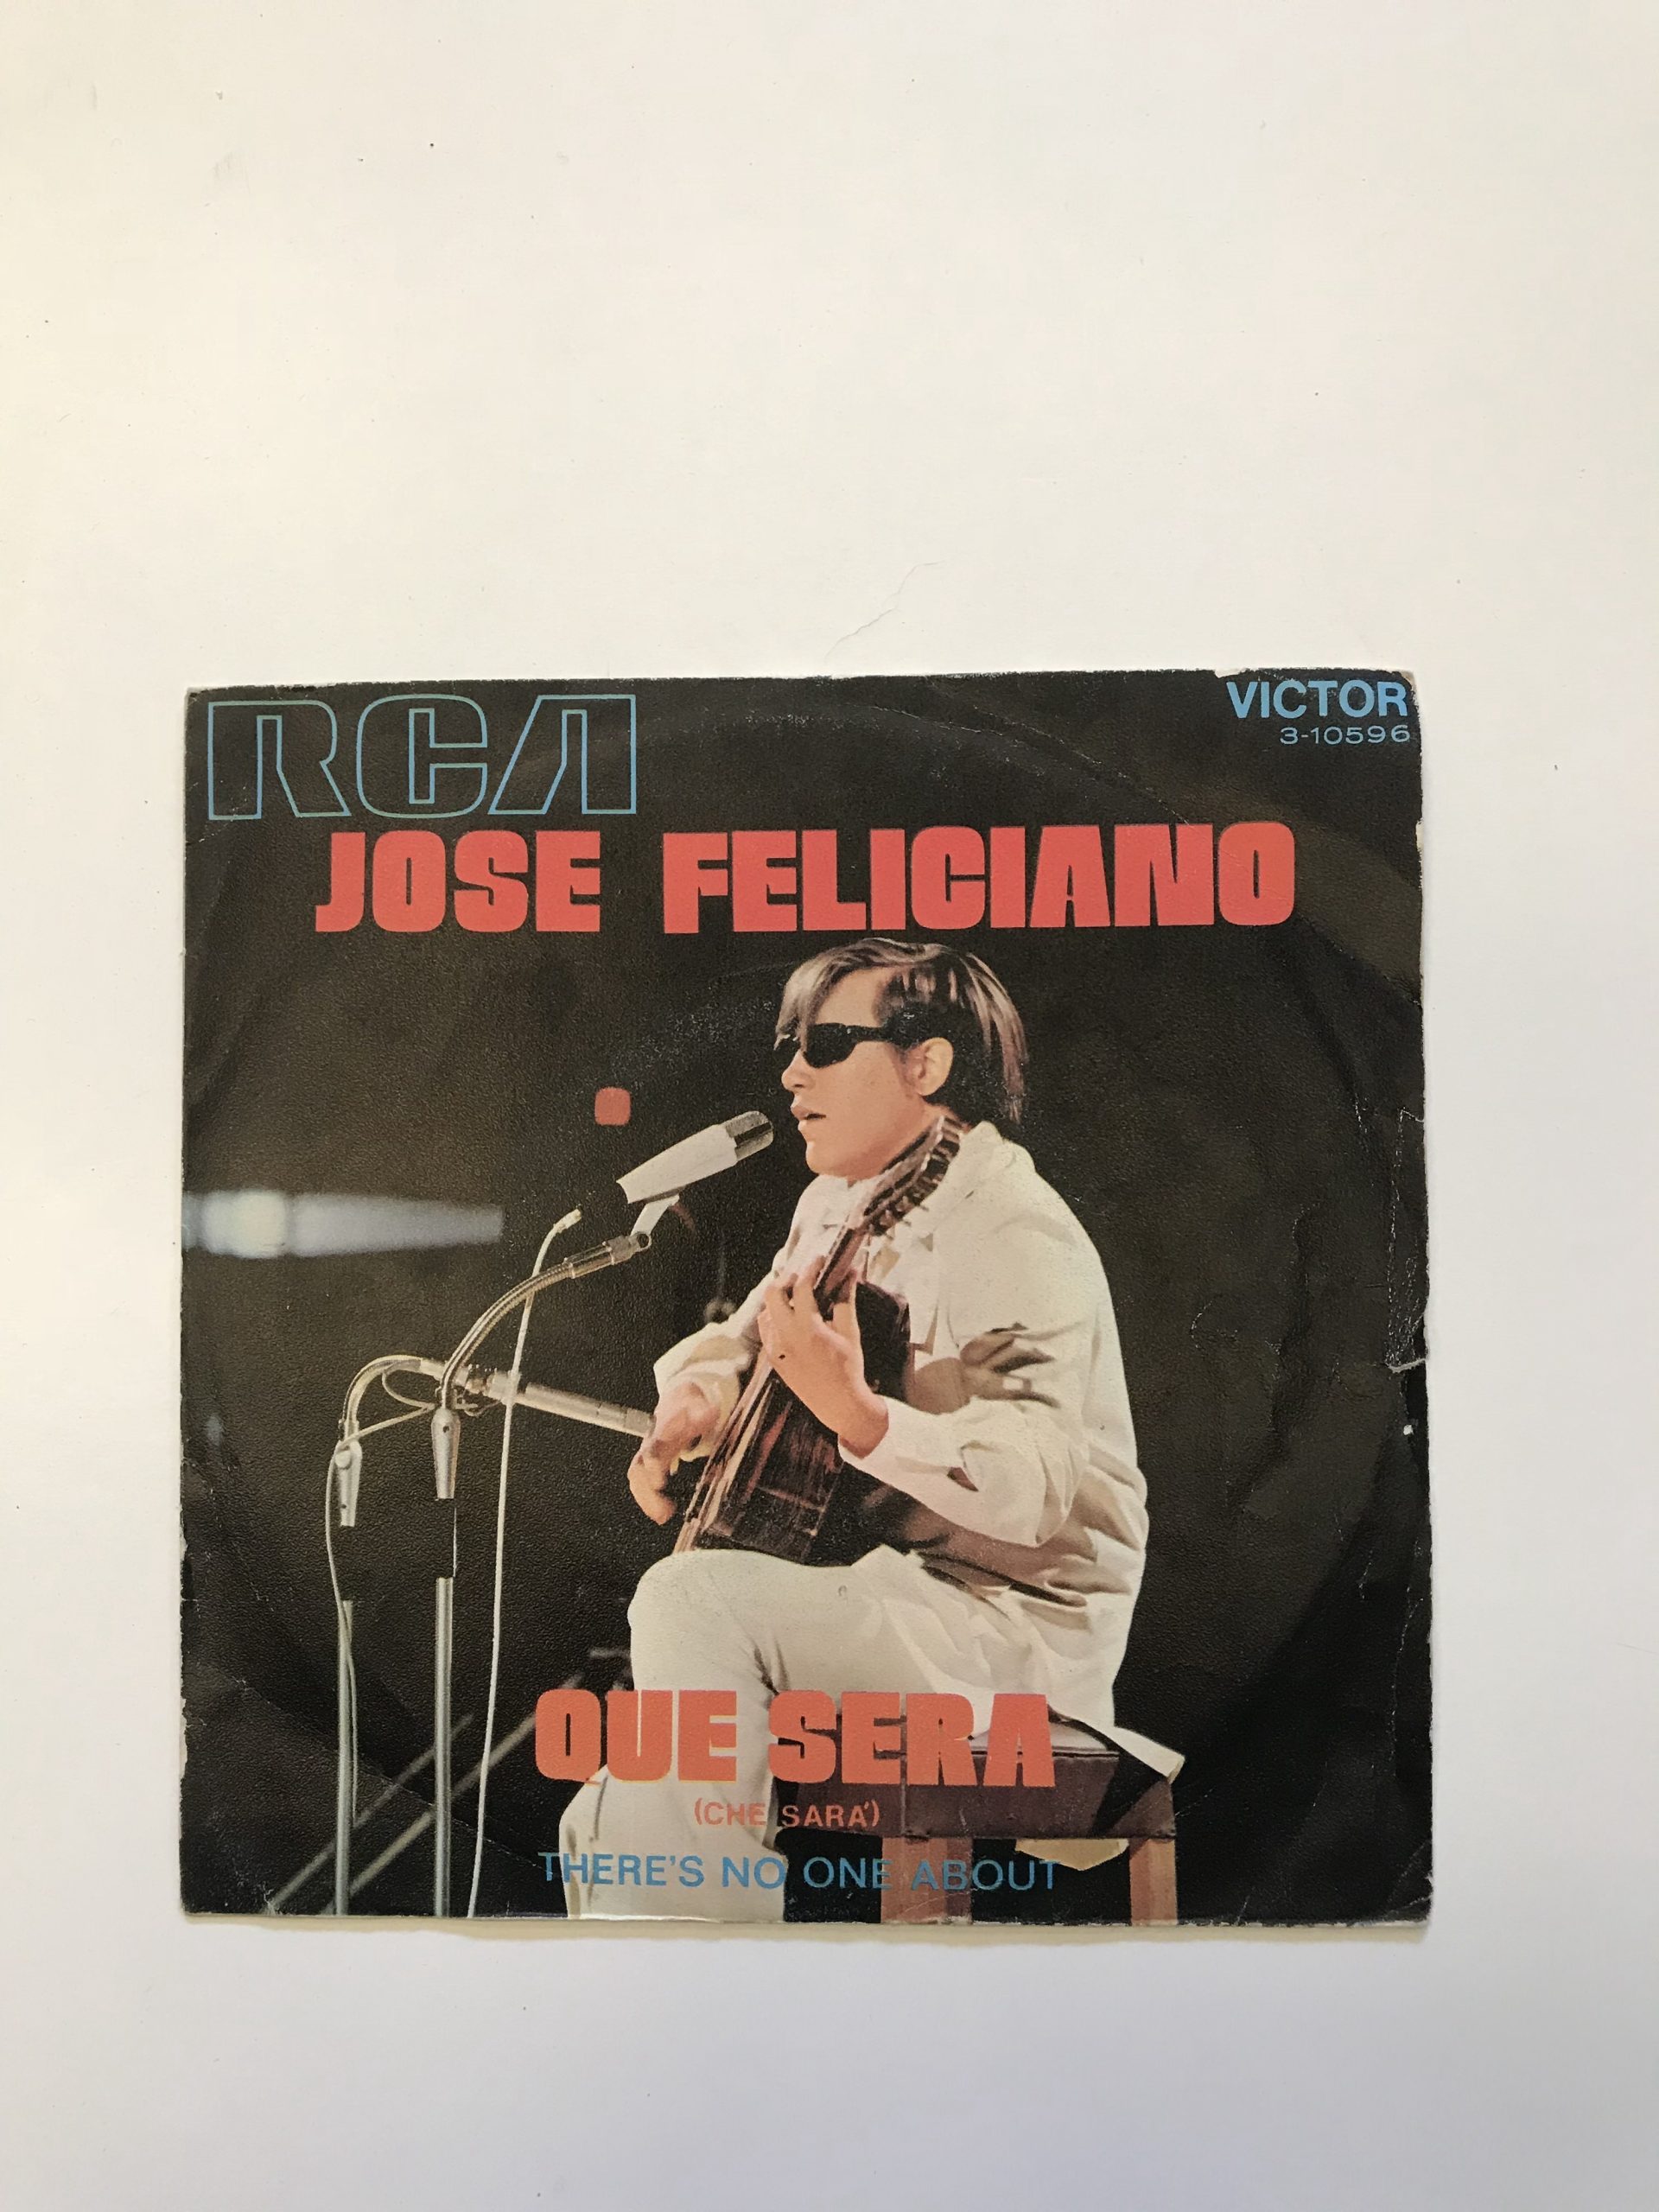 RCA
VICTOR
3-10596
JOSE FELICIANO
QUE SERA
(CHE SARA')
THERE'S NO ONE ABOUT